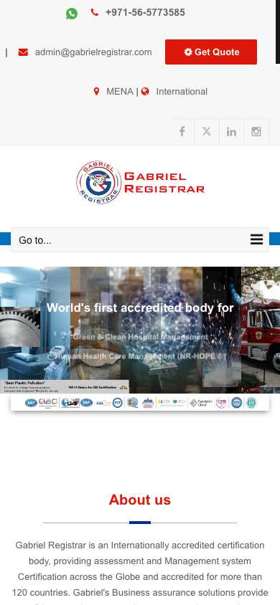 +971-56-5773585
| admin@gabrielregistrar.com Get Quote
MENA | International
GABRIEL REGISTRAR
GABRIEL
REGISTRAR
Go to...
World's first accredited body for
Green & Clean Hospital Management
Human Health Care Management
About us
Gabriel Registrar is an Internationally accredited certification
body, providing assessment and Management system
Certification across the Globe and accredited for more than
120 countries. Gabriel's Business assurance solutions provide